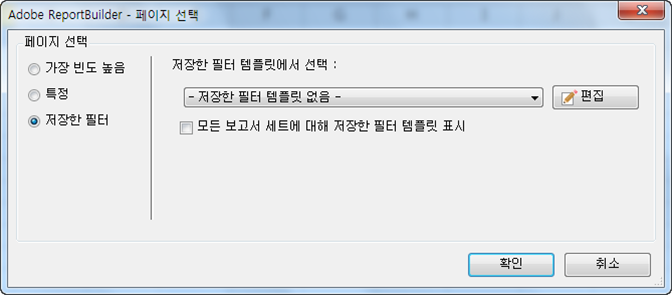 Adobe ReportBuilder - 페이지 선택
페이지 선택
가장 빈도 높음
특정
저장한 필터
저장한 필터 템플릿에서 선택 :
- 저장한 필터 템플릿 없음 -
편집
모든 보고서 세트에 대해 저장한 필터 템플릿 표시
확인
취소